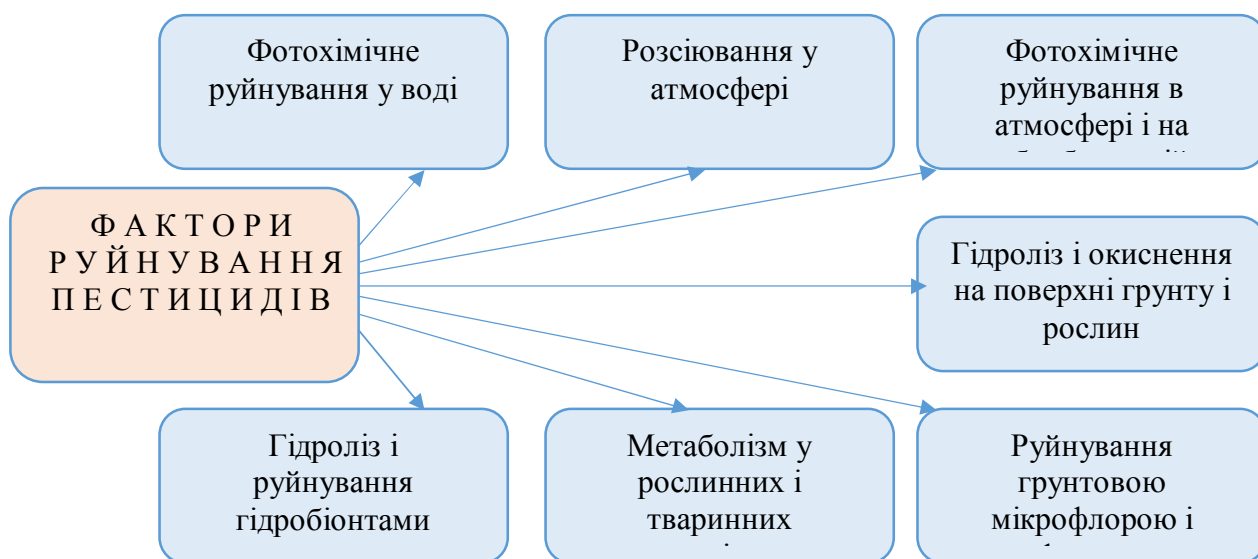 Фотохімічне
руйнування у воді
Розсіювання у
атмосфері
Фотохімічне
руйнування в
атмосфері і на
Ф А К Т О Р И
Р У Й Н У В А Н Н Я
П Е С Т И Ц И Д І В
Гідроліз і окиснення
на поверхні грунту і
рослин
Гідроліз і
руйнування
гідробіонтами
Метаболізм у
рослинних і
тваринних
Руйнування
грунтовою
мікрофлорою і